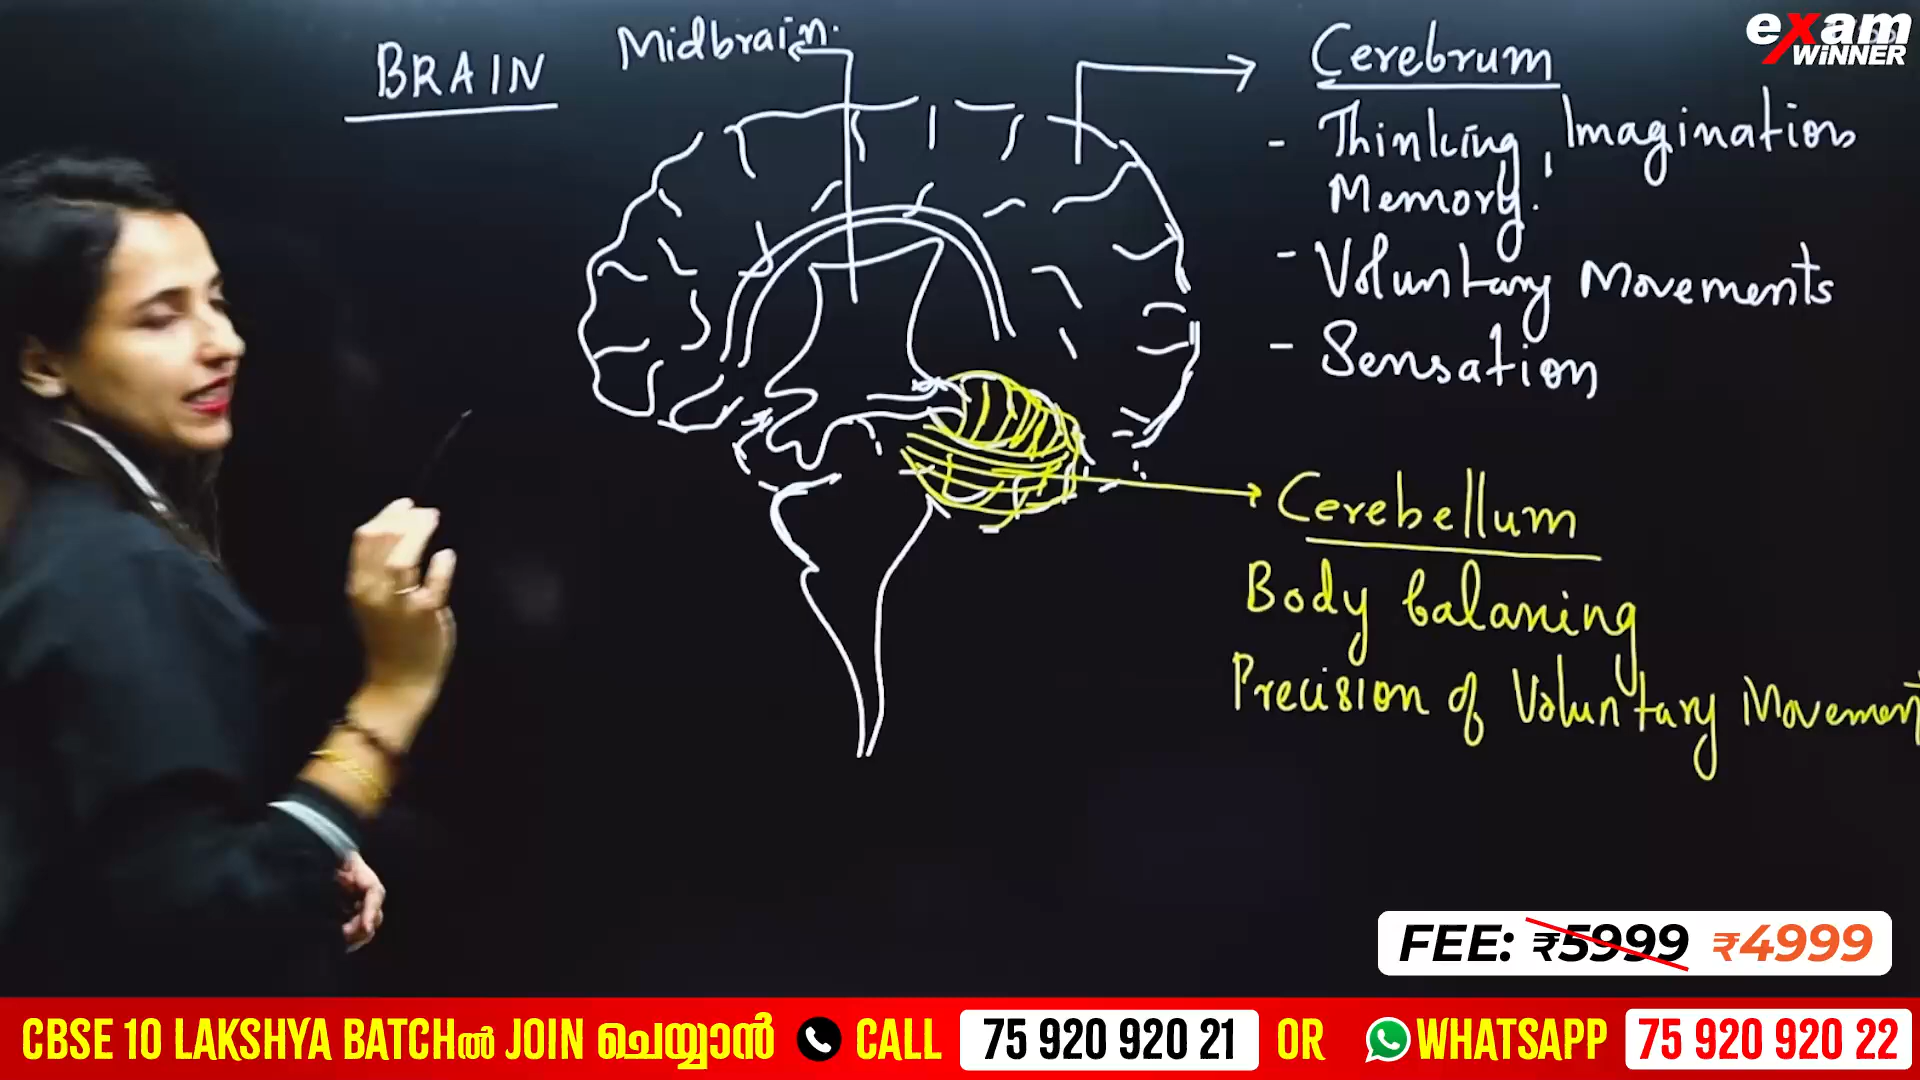 BRAIN
Midbrain.
Cerebrum
- Thinking, Imagination
Memory.
- Voluntary Movements
- Sensation
Cerebellum
Body balancing
Precision of Voluntary Movement
exam
WiNNER
FEE: ₹5999 ₹4999
CBSE 10 LAKSHYA BATCHൽ JOIN ചെയ്യാൻ CALL 75 920 920 21 OR WHATSAPP 75 920 920 22